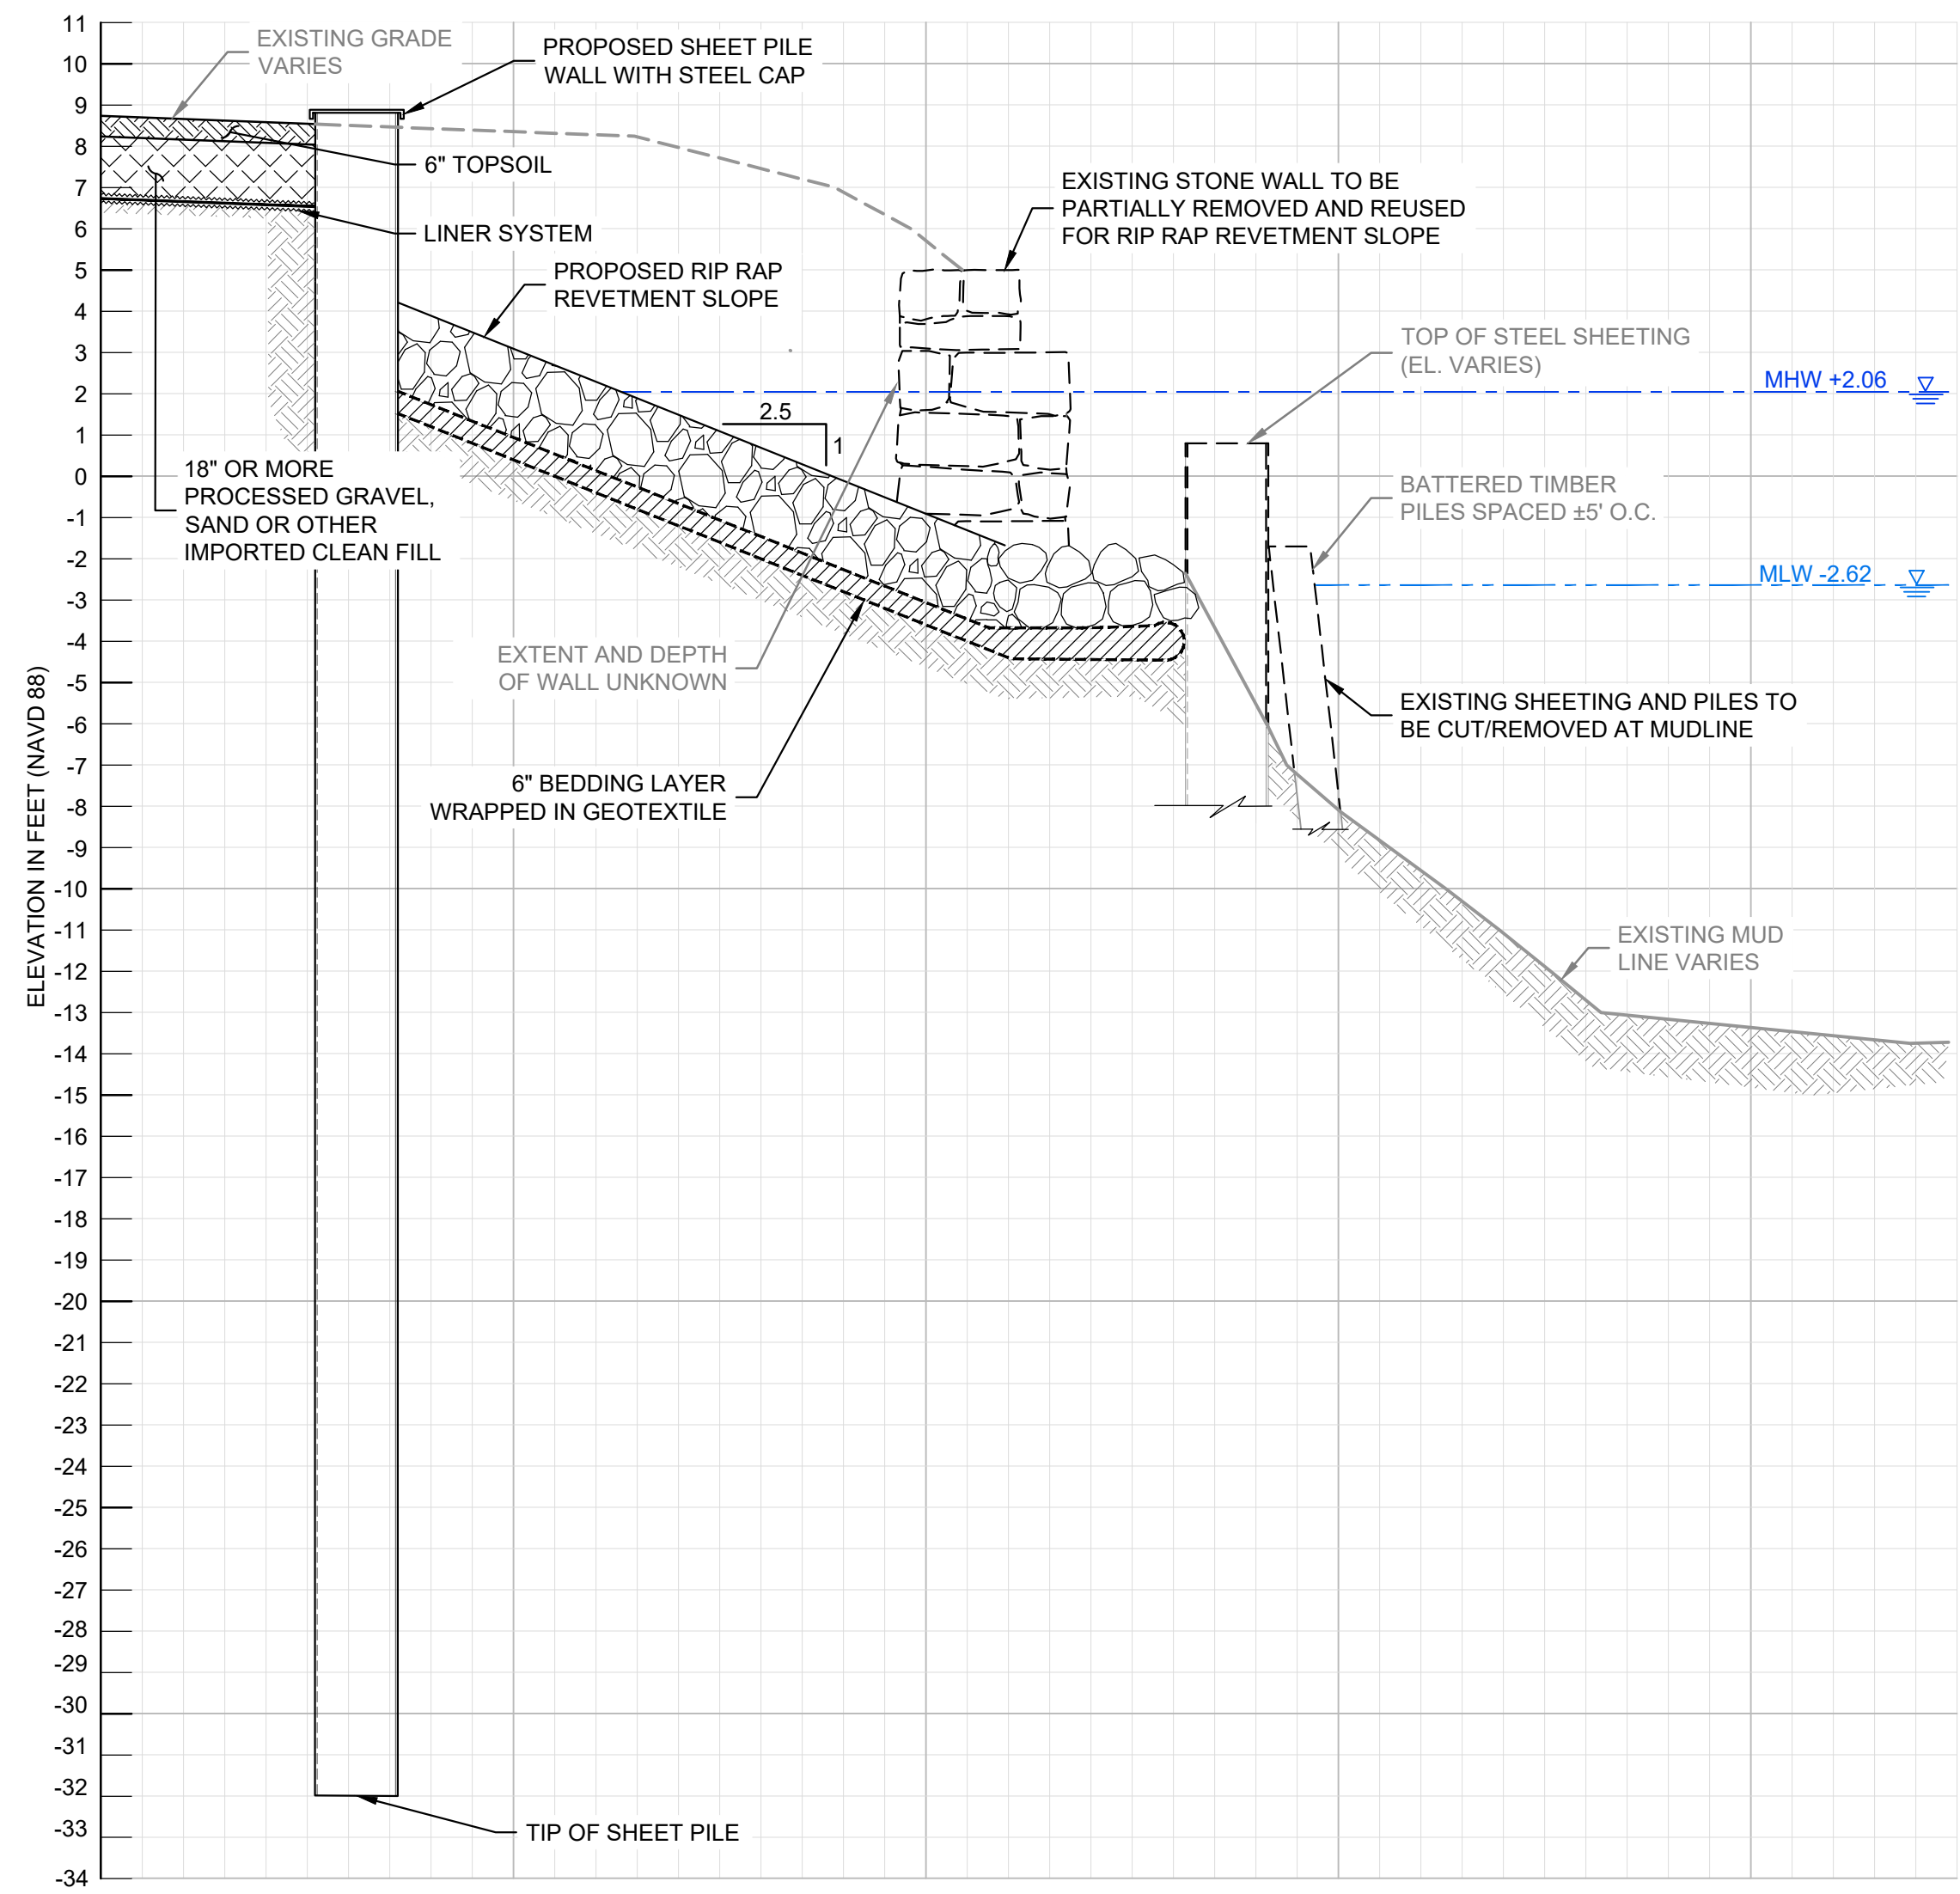 EXISTING GRADE
VARIES
PROPOSED SHEET PILE
WALL WITH STEEL CAP
6" TOPSOIL
LINER SYSTEM
PROPOSED RIP RAP
REVETMENT SLOPE
EXISTING STONE WALL TO BE
PARTIALLY REMOVED AND REUSED
FOR RIP RAP REVETMENT SLOPE
TOP OF STEEL SHEETING
(EL. VARIES)
MHW +2.06
2.5
1
18" OR MORE
PROCESSED GRAVEL,
SAND OR OTHER
IMPORTED CLEAN FILL
BATTERED TIMBER
PILES SPACED ±5' O.C.
MLW -2.62
EXTENT AND DEPTH
OF WALL UNKNOWN
EXISTING SHEETING AND PILES TO
BE CUT/REMOVED AT MUDLINE
6" BEDDING LAYER
WRAPPED IN GEOTEXTILE
EXISTING MUD
LINE VARIES
TIP OF SHEET PILE
ELEVATION IN FEET (NAVD 88)
11
10
9
8
7
6
5
4
3
2
1
0
-1
-2
-3
-4
-5
-6
-7
-8
-9
-10
-11
-12
-13
-14
-15
-16
-17
-18
-19
-20
-21
-22
-23
-24
-25
-26
-27
-28
-29
-30
-31
-32
-33
-34